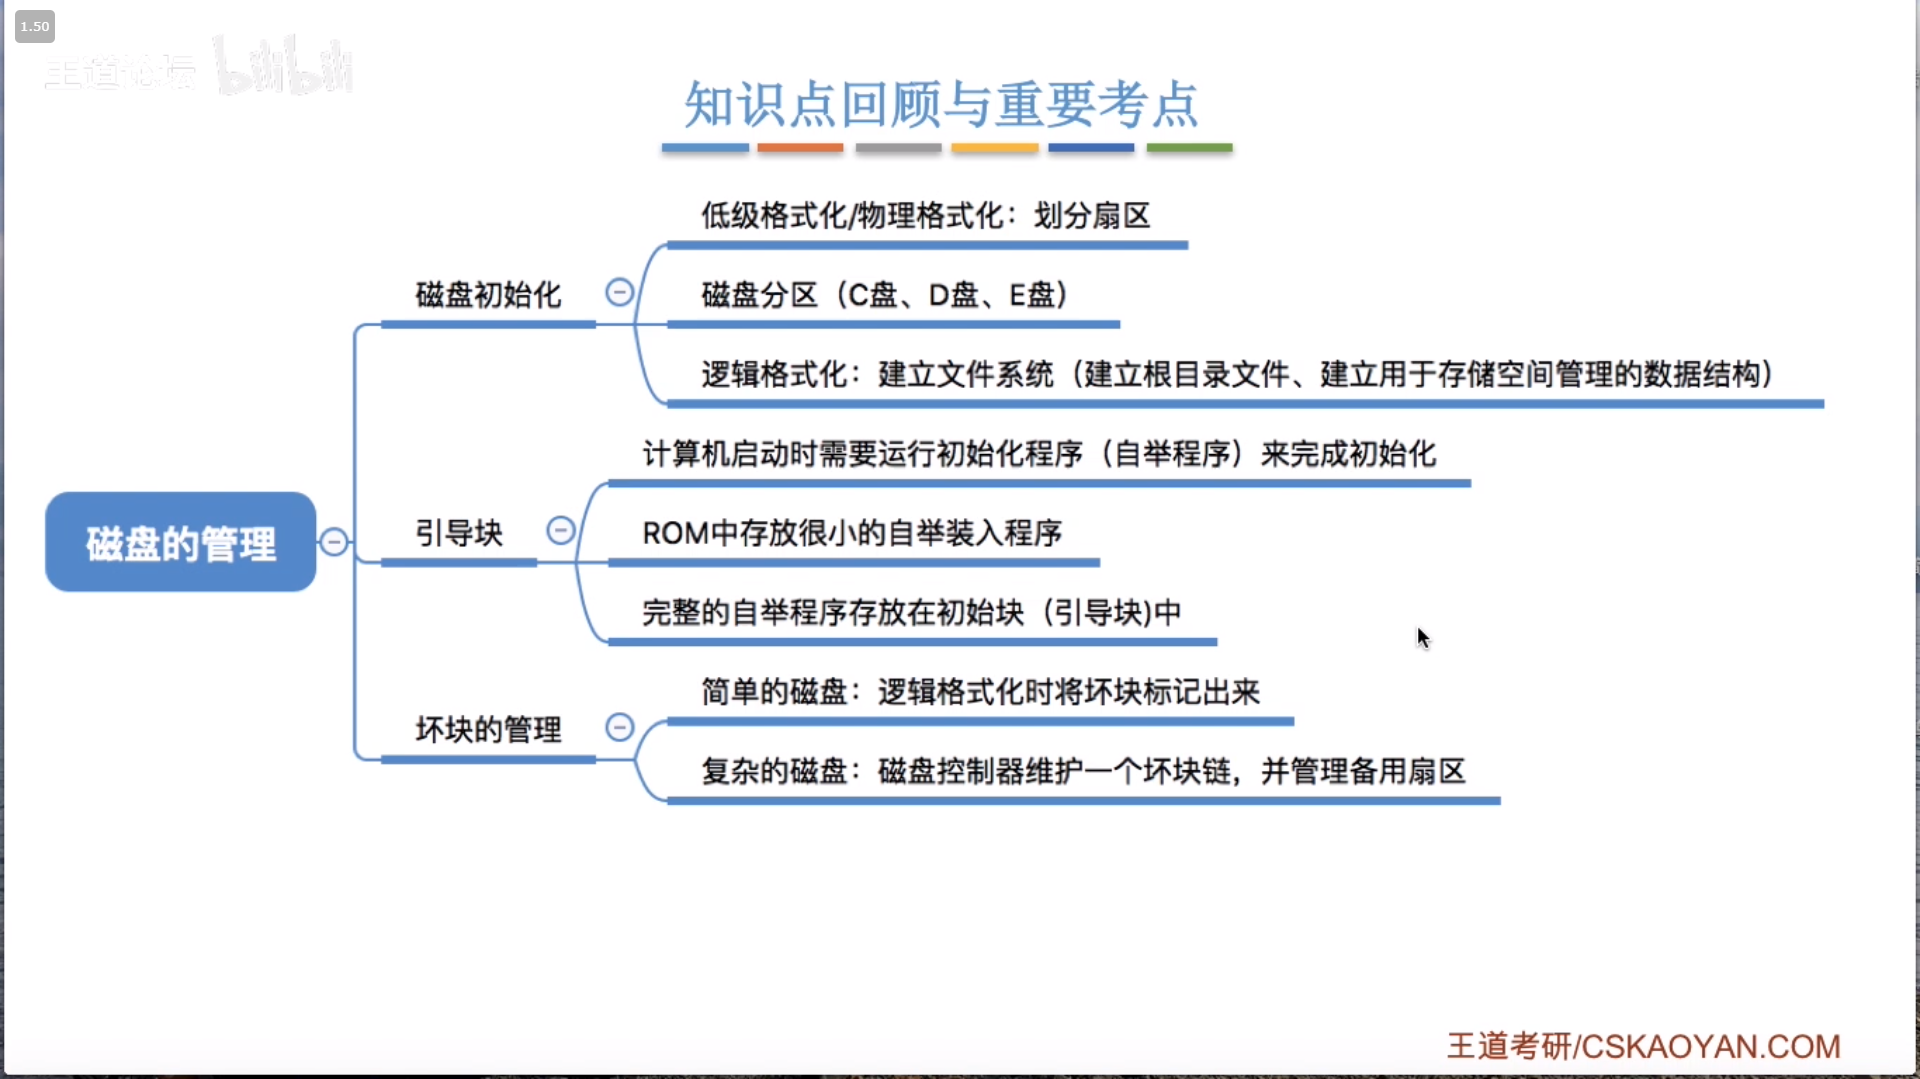 1.50
王道论坛 bilibili
知识点回顾与重要考点
低级格式化/物理格式化：划分扇区
磁盘初始化
磁盘分区（C盘、D盘、E盘）
逻辑格式化：建立文件系统（建立根目录文件、建立用于存储空间管理的数据结构）
计算机启动时需要运行初始化程序（自举程序）来完成初始化
磁盘的管理
引导块
ROM中存放很小的自举装入程序
完整的自举程序存放在初始块（引导块)中
简单的磁盘：逻辑格式化时将坏块标记出来
坏块的管理
复杂的磁盘：磁盘控制器维护一个坏块链，并管理备用扇区
王道考研/CSKAOYAN.COM